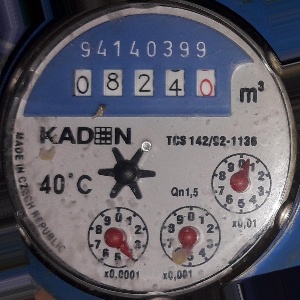 94140399
08240 m³
KADEN TCS 142/92-1136
40°C Qn1,5
MADE IN CZECH REPUBLIC
x0,01
x0,0001 x0,001